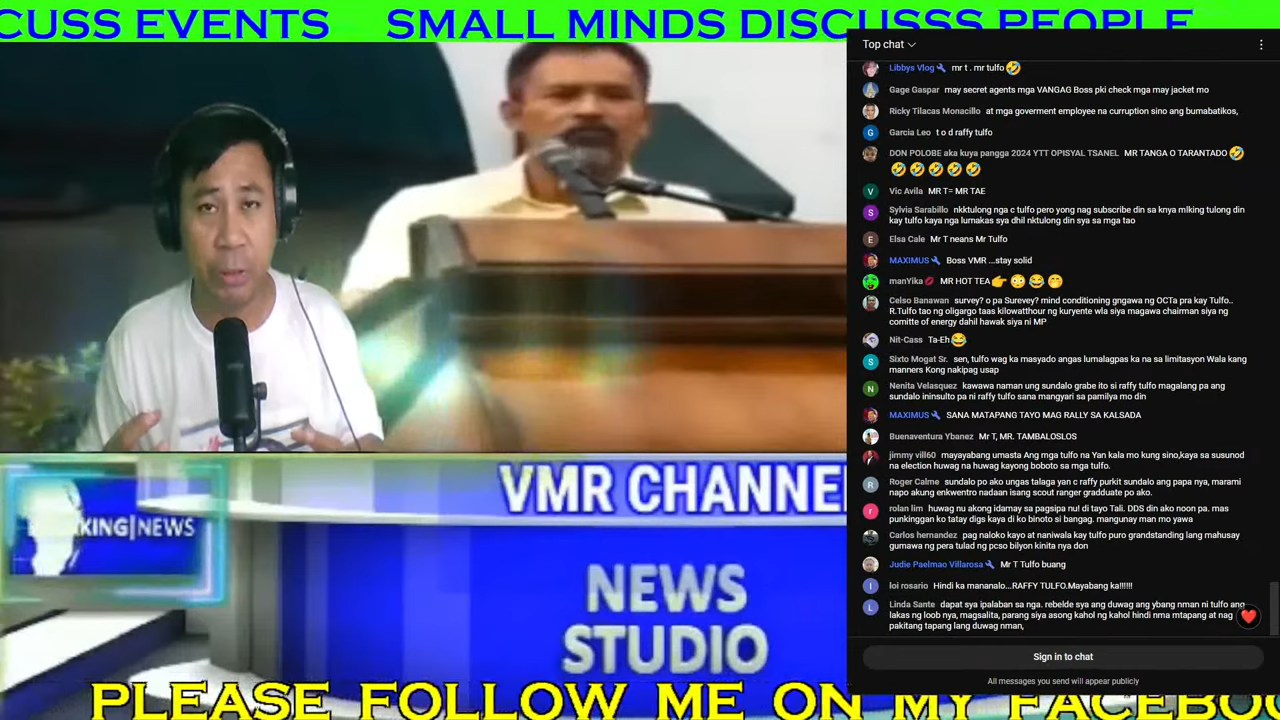 CUSS EVENTS SMALL MINDS DISCUSSS PEOPLE
Top chat
Libbys Vlog mr t . mr tulfo
Gage Gaspar may secret agents mga VANGAG Boss pki check mga may jacket mo
Ricky Tilacas Monacillo at mga goverment employee na curruption sino ang bumabatikos,
G Garcia Leo t o d raffy tulfo
DON POLOBE aka kuya pangga 2024 YTT OPISYAL TSANEL MR TANGA O TARANTADO🤣
🤣🤣🤣🤣🤣
V Vic Avila MR T= MR TAE
S Sylvia Sarabillo nkktulong nga c tulfo pero yong nag subscribe din sa knya mlking tulong din
kay tulfo kaya nga lumakas sya dhil nktulong din sya sa mga tao
Elsa Cale Mr T neans Mr Tulfo
MAXIMUS Boss VMR ...stay solid
manYika💋 MR HOT TEA👉😳😂🤭
Celso Banawan survey? o pa Surevey? mind conditioning gngawa ng OCTa pra kay Tulfo..
R.Tulfo tao ng oligargo taas kilowatthour ng kuryente wla siya magawa chairman siya ng
comitte of energy dahil hawak siya ni MP
Nit-Cass Ta-Eh😂
S Sixto Mogat Sr. sen, tulfo wag ka masyado angas lumalagpas ka na sa limitasyon Wala kang
manners Kong nakipag usap
N Nenita Velasquez kawawa naman ung sundalo grabe ito si raffy tulfo magalang pa ang
sundalo ininsulto pa ni raffy tulfo sana mangyari sa pamilya mo din
MAXIMUS SANA MATAPANG TAYO MAG RALLY SA KALSADA
Buenaventura Ybanez Mr T, MR. TAMBALOSLOS
jimmy vill60 mayayabang umasta Ang mga tulfo na Yan kala mo kung sino,kaya sa susunod
na election huwag na huwag kayong boboto sa mga tulfo.
R Roger Calme sundalo po ako ungas talaga yan c raffy purkit sundalo ang papa nya, marami
napo akung enkwentro nadaan isang scout ranger gradduate po ako.
r rolan lim huwag nu akong idamay sa pagsipa nu! di tayo Tali. DDS din ako noon pa. mas
punkinggan ko tatay digs kaya di ko binoto si bangag. mangunay man mo yawa
Carlos hernandez pag naloko kayo at naniwala kay tulfo puro grandstanding lang mahusay
gumawa ng pera tulad ng pcso bilyon kinita nya don
Judie Paelmao Villarosa Mr T Tulfo buang
l loi rosario Hindi ka mananalo...RAFFY TULFO.Mayabang ka!!!!!!
L Linda Sante dapat sya ipalaban sa nga. rebelde sya ang duwag ang ybang nman ni tulfo ang
lakas ng loob nya, magsalita, parang siya asong kahol ng kahol hindi nma mtapang at nag
pakitang tapang lang duwag nman,
Sign in to chat
All messages you send will appear publicly
VMR CHANNE
KING|NEWS
NEWS
STUDIO
PLEASE FOLLOW ME ON MY FACEBOO